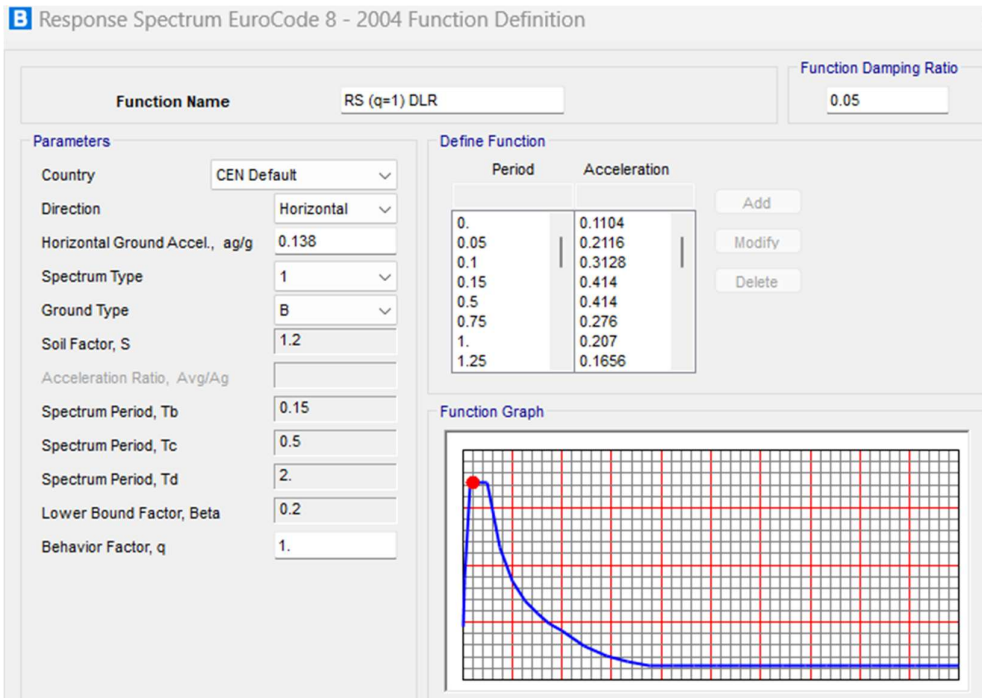 B Response Spectrum EuroCode 8 - 2004 Function Definition
Function Damping Ratio
Function Name RS (q=1) DLR 0.05
Parameters
Country CEN Default
Direction Horizontal
Horizontal Ground Accel., ag/g 0.138
Spectrum Type 1
Ground Type B
Soil Factor, S 1.2
Acceleration Ratio, Avg/Ag
Spectrum Period, Tb 0.15
Spectrum Period, Tc 0.5
Spectrum Period, Td 2.
Lower Bound Factor, Beta 0.2
Behavior Factor, q 1.
Define Function
Period Acceleration
0. 0.1104
0.05 0.2116
0.1 0.3128
0.15 0.414
0.5 0.414
0.75 0.276
1. 0.207
1.25 0.1656
Add
Modify
Delete
Function Graph